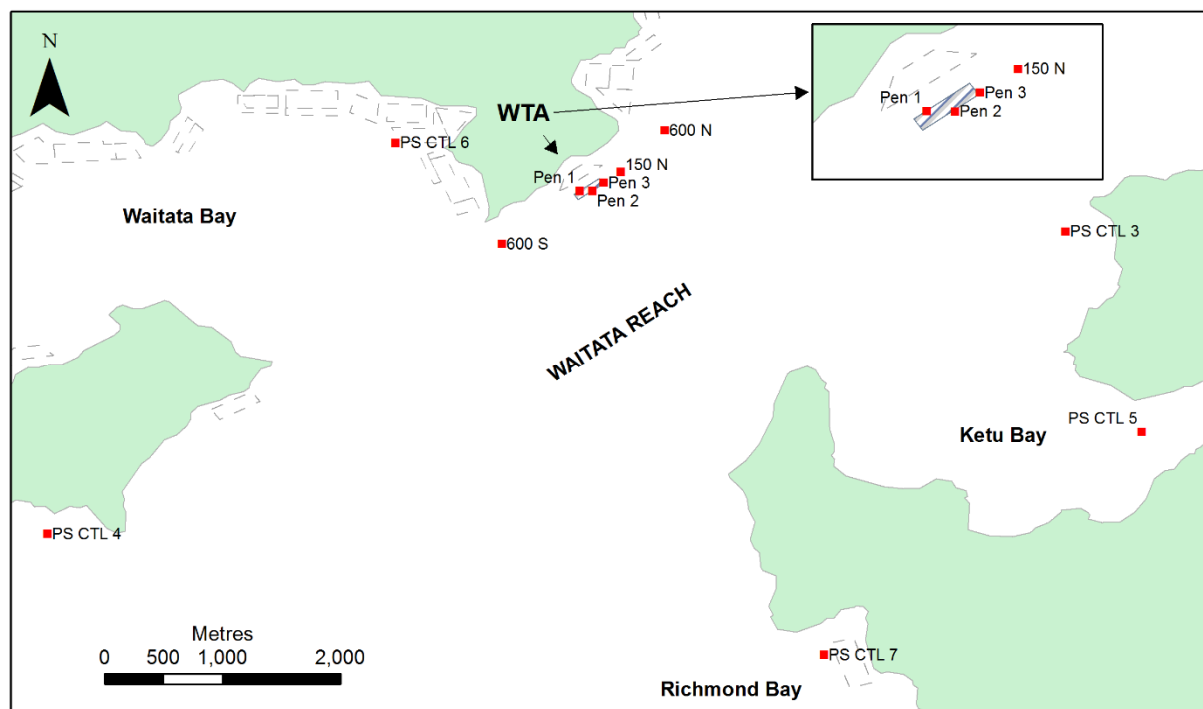 N
WTA
150 N
Pen 1
Pen 3
Pen 2
600 N
PS CTL 6
150 N
Pen 1
Pen 3
Pen 2
Waitata Bay
600 S
PS CTL 3
WAITATA REACH
PS CTL 5
Ketu Bay
PS CTL 4
Metres
0 500 1,000 2,000
PS CTL 7
Richmond Bay